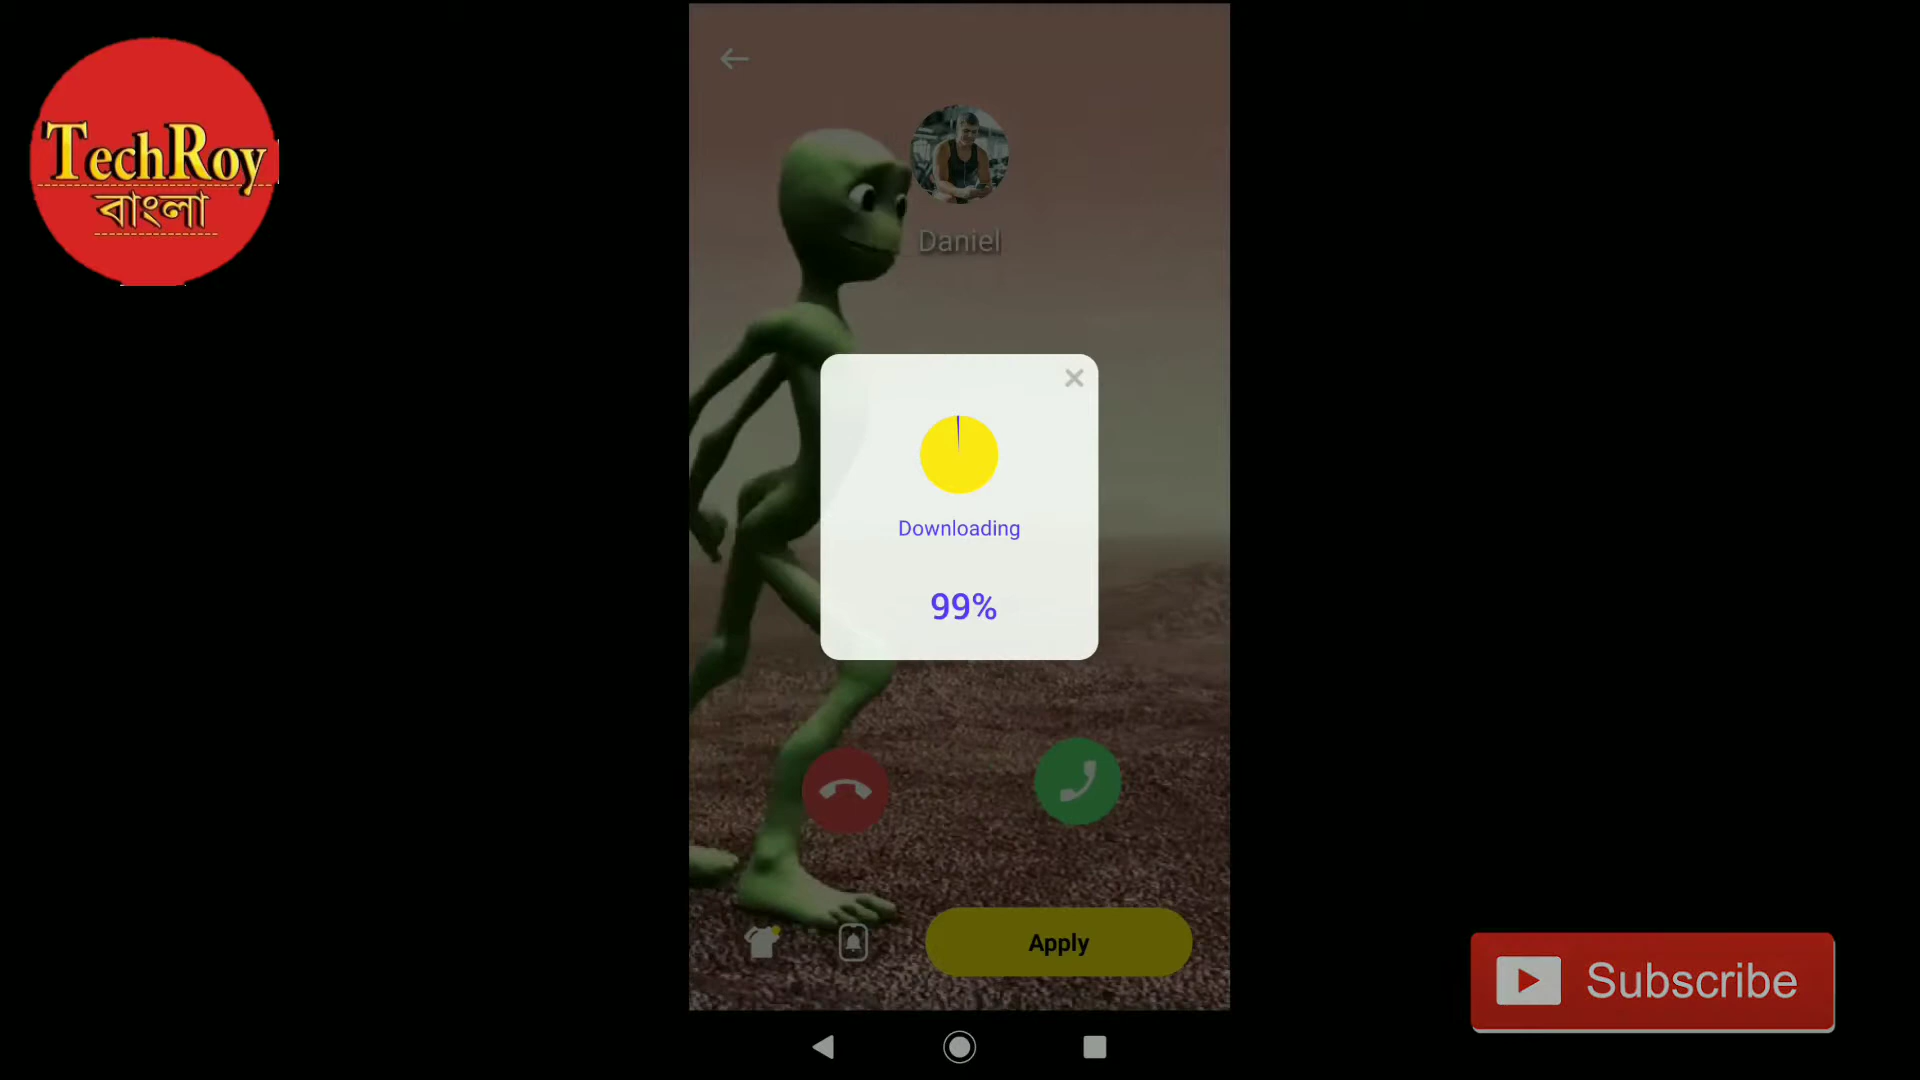 TechRoy
বাংলা
Daniel
Downloading
99%
Apply
Subscribe